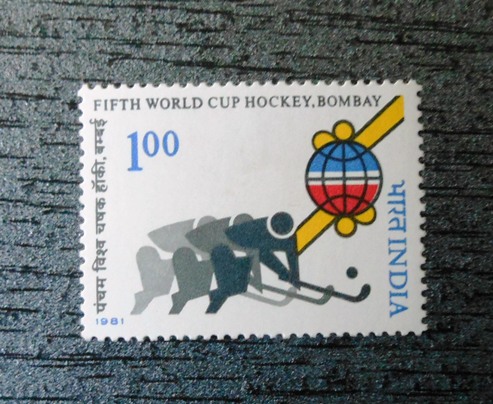 FIFTH WORLD CUP HOCKEY, BOMBAY
1.00
पंचम विश्व चषक हॉकी, बम्बई
भारत INDIA
1981